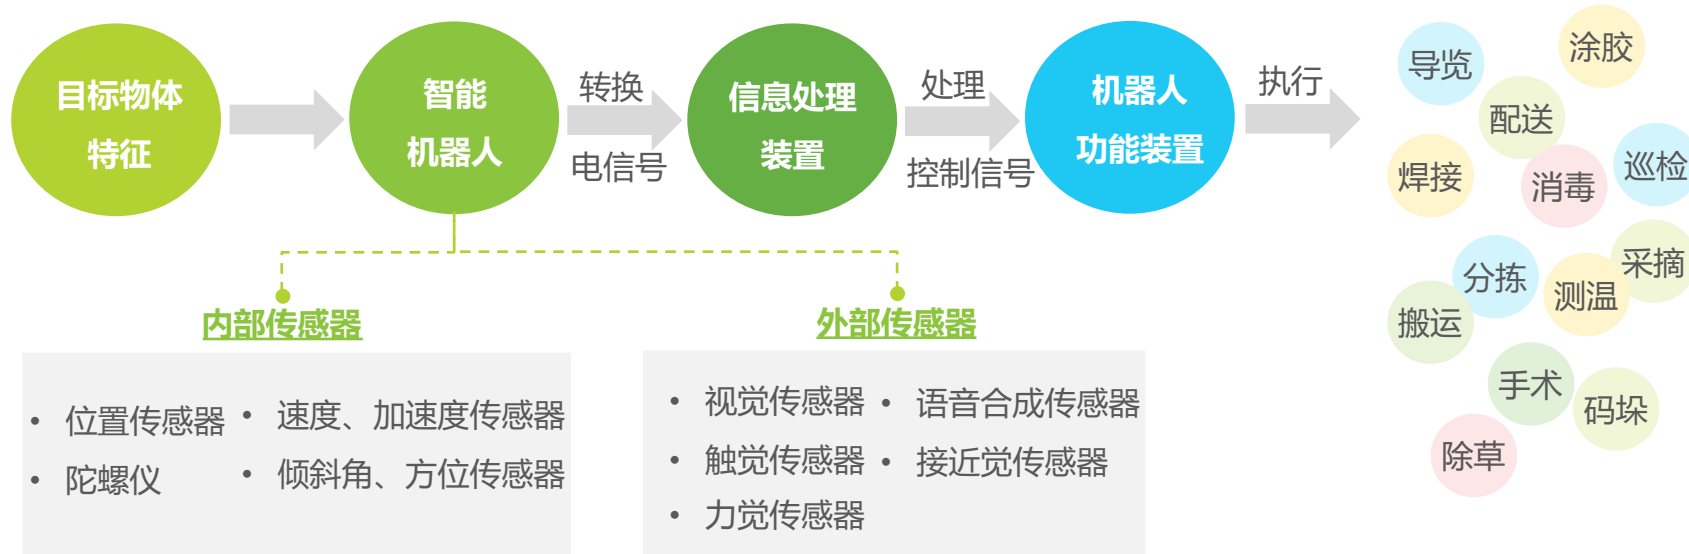 目标物体
特征
智能
机器人
转换
电信号
信息处理
装置
处理
控制信号
机器人
功能装置
执行
导览
涂胶
配送
焊接
消毒
巡检
分拣
测温
采摘
搬运
手术
码垛
除草
内部传感器
• 位置传感器
• 陀螺仪
• 速度、加速度传感器
• 倾斜角、方位传感器
外部传感器
• 视觉传感器
• 触觉传感器
• 力觉传感器
• 语音合成传感器
• 接近觉传感器